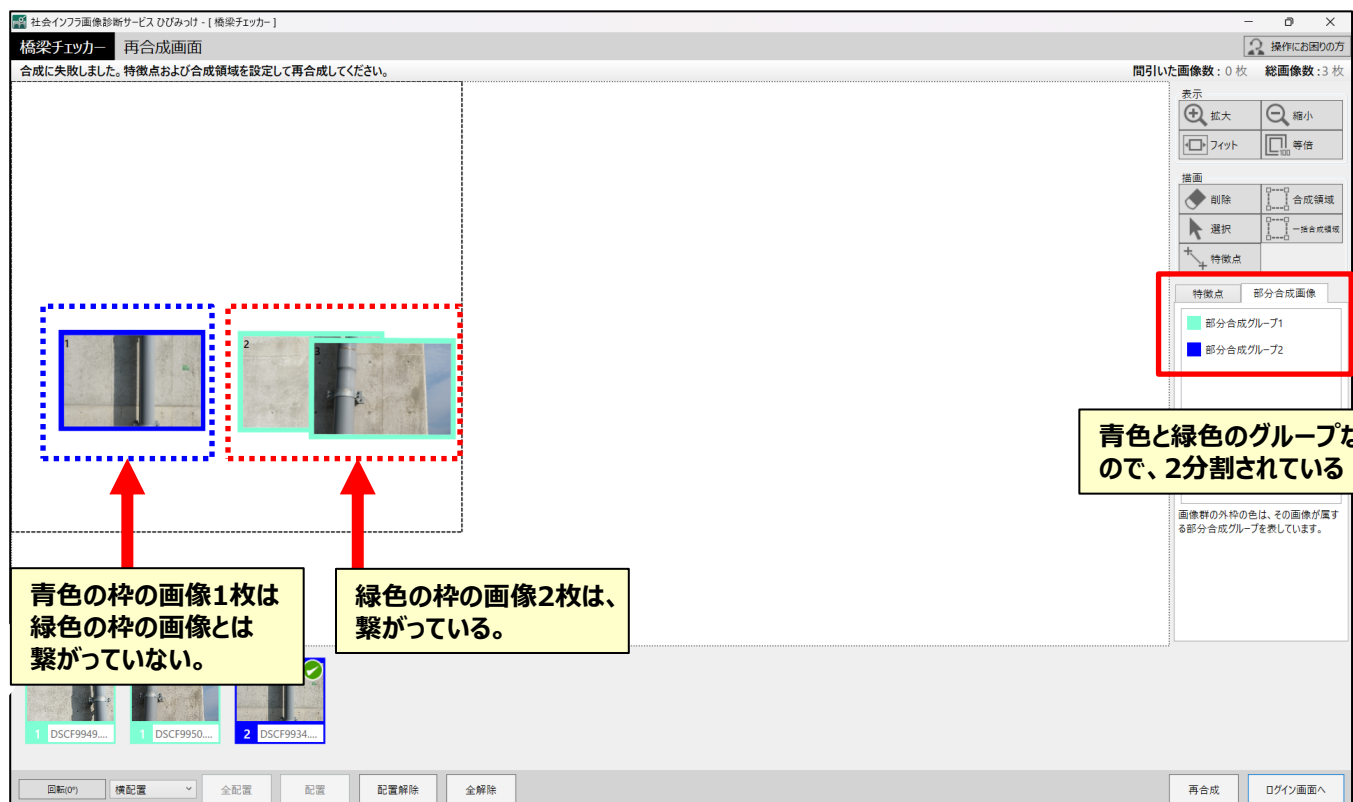 社会インフラ画像診断サービス ひびみっけ - [ 橋梁チェッカー ]
橋梁チェッカー 再合成画面
操作にお困りの方
合成に失敗しました。特徴点および合成領域を設定して再合成してください。
間引いた画像数 : 0 枚 総画像数 :3 枚
表示
拡大 縮小
フィット 100 等倍
描画
削除 合成領域
選択 一括合成領域
特徴点
特徴点 部分合成画像
部分合成グループ1
部分合成グループ2
1
2
3
青色と緑色のグループな
ので、2分割されている
画像群の外枠の色は、その画像が属す
る部分合成グループを表しています。
青色の枠の画像1枚は
緑色の枠の画像とは
繋がっていない。
緑色の枠の画像2枚は、
繋がっている。
1 DSCF9949....
1 DSCF9950....
2 DSCF9934....
回転(0°) 横配置 全配置 配置 配置解除 全解除 再合成 ログイン画面へ